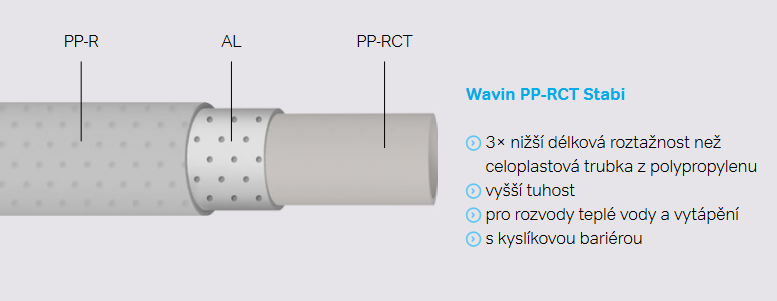 PP-R AL PP-RCT
Wavin PP-RCT Stabi
3× nižší délková roztažnost než
celoplastová trubka z polypropylenu
vyšší tuhost
pro rozvody teplé vody a vytápění
s kyslíkovou bariérou